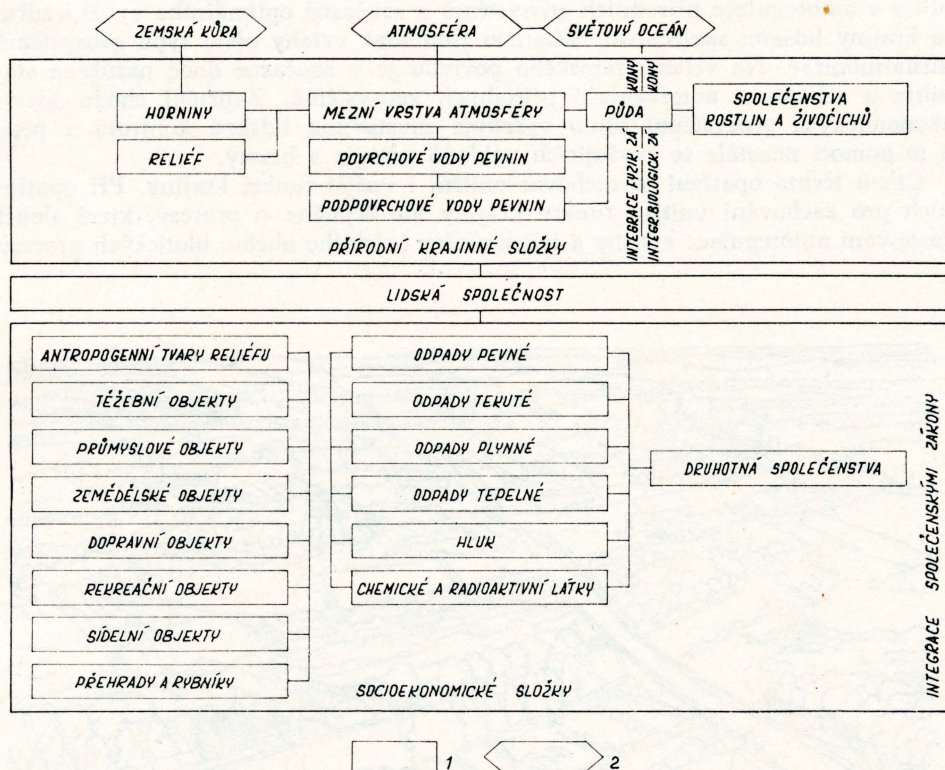 ZEMSKÁ KŮRA
ATMOSFÉRA
SVĚTOVÝ OCEÁN
HORNINY
MEZNÍ VRSTVA ATMOSFÉRY
PŮDA
SPOLEČENSTVA
ROSTLIN A ŽIVOČICHŮ
RELIÉF
POVRCHOVÉ VODY PEVNIN
PODPOVRCHOVÉ VODY PEVNIN
PŘÍRODNÍ KRAJINNÉ SLOŽKY
INTEGRACE FYZIK. A
INTEGR. BIOLOGICK. ZÁ
KONY
LIDSKÁ SPOLEČNOST
ANTROPOGENNÍ TVARY RELIÉFU
ODPADY PEVNÉ
TĚŽEBNÍ OBJEKTY
ODPADY TEKUTÉ
PRŮMYSLOVÉ OBJEKTY
ODPADY PLYNNÉ
DRUHOTNÁ SPOLEČENSTVA
ZEMĚDĚLSKÉ OBJEKTY
ODPADY TEPELNÉ
DOPRAVNÍ OBJEKTY
HLUK
REKREAČNÍ OBJEKTY
CHEMICKÉ A RADIOAKTIVNÍ LÁTKY
SÍDELNÍ OBJEKTY
PŘEHRADY A RYBNÍKY
SOCIOEKONOMICKÉ SLOŽKY
INTEGRACE SPOLEČENSKÝMI ZÁKONY
1
2